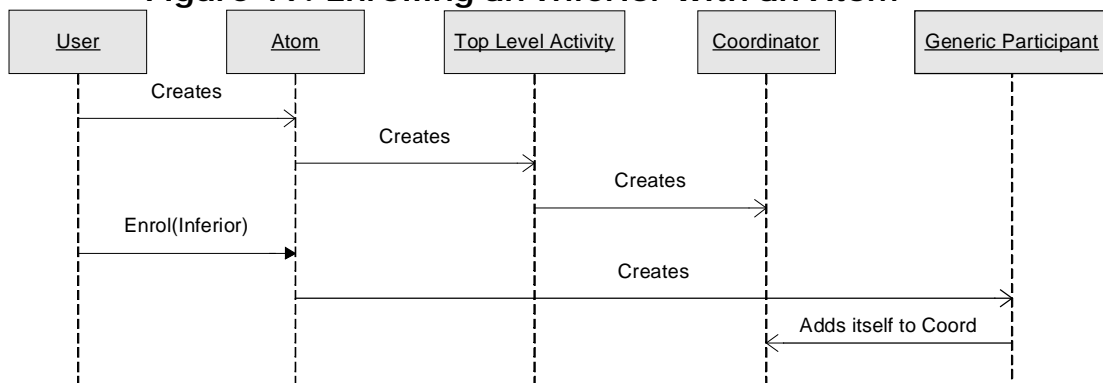 User
Atom
Top Level Activity
Coordinator
Generic Participant
Creates
Creates
Creates
Enrol(Inferior)
Creates
Adds itself to Coord